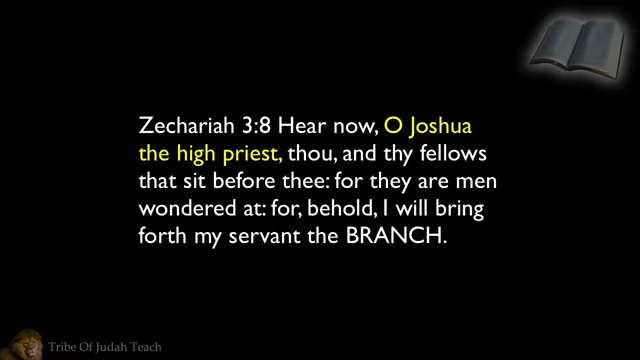 Zechariah 3:8 Hear now, O Joshua
the high priest, thou, and thy fellows
that sit before thee: for they are men
wondered at: for, behold, I will bring
forth my servant the BRANCH.
Tribe Of Judah Teach